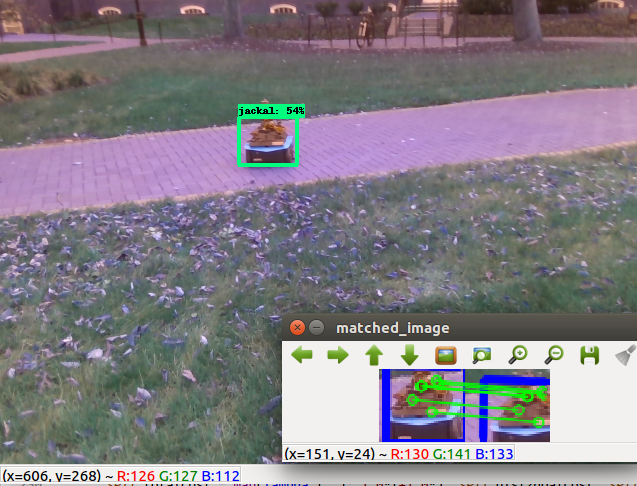 jackal: 54%
matched_image
(x=151, y=24) ~ R:130 G:141 B:133
(x=606, y=268) ~ R:126 G:127 B:112